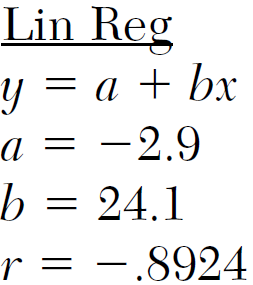 Lin Reg
y = a + bx
a = −2.9
b = 24.1
r = −.8924